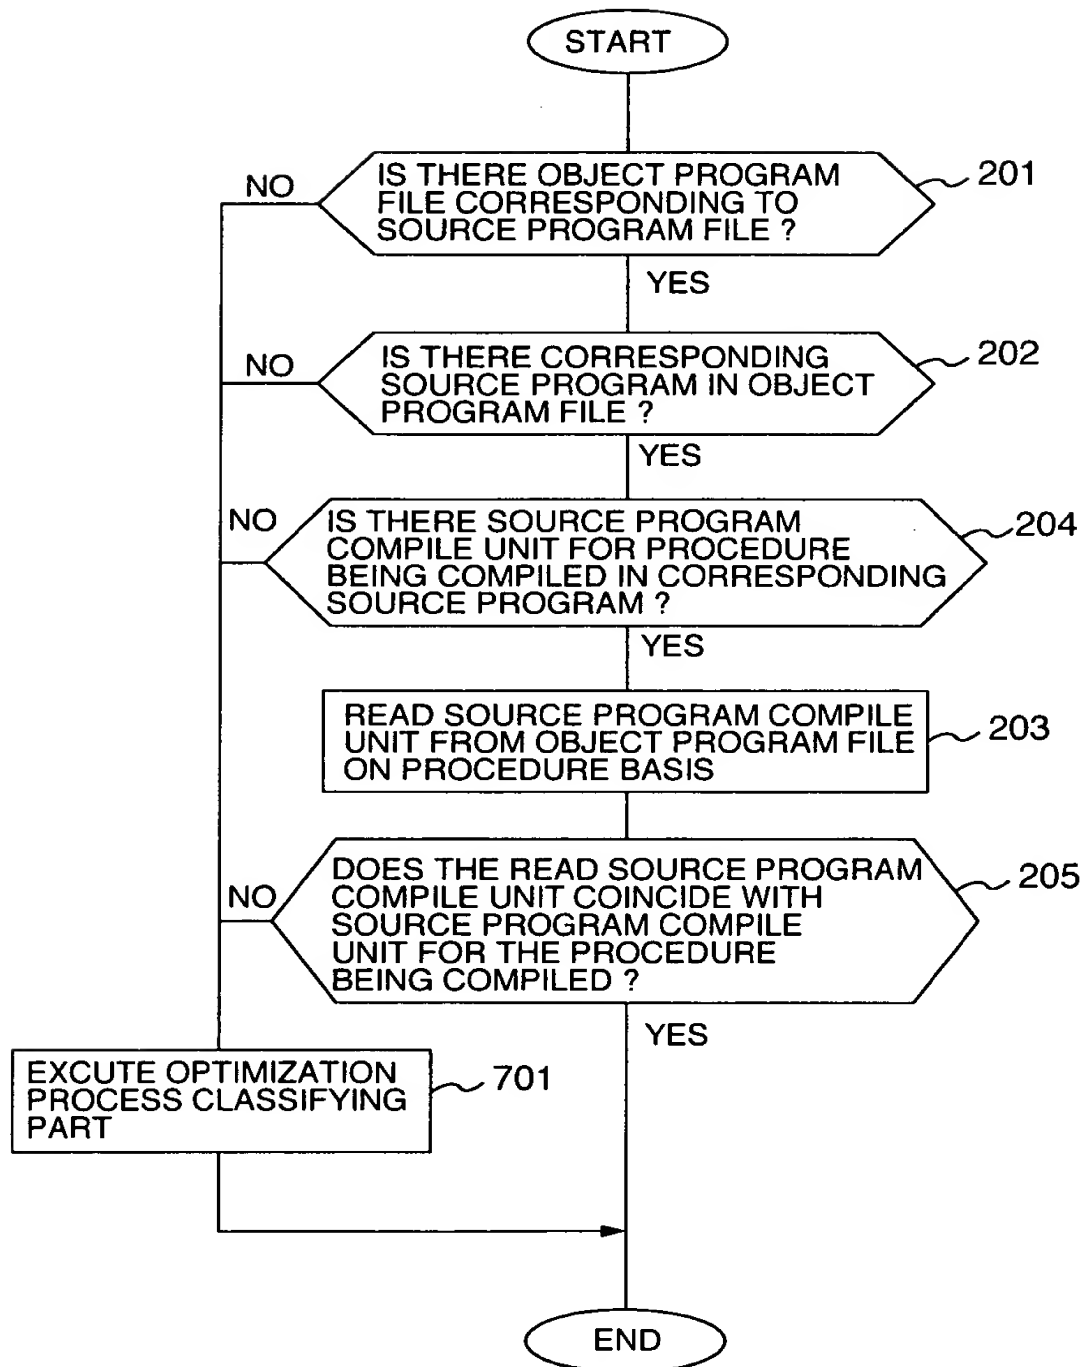 START
IS THERE OBJECT PROGRAM
FILE CORRESPONDING TO
SOURCE PROGRAM FILE ?
201
NO
YES
IS THERE CORRESPONDING
SOURCE PROGRAM IN OBJECT
PROGRAM FILE ?
202
NO
YES
IS THERE SOURCE PROGRAM
COMPILE UNIT FOR PROCEDURE
BEING COMPILED IN CORRESPONDING
SOURCE PROGRAM ?
204
NO
YES
READ SOURCE PROGRAM COMPILE
UNIT FROM OBJECT PROGRAM FILE
ON PROCEDURE BASIS
203
DOES THE READ SOURCE PROGRAM
COMPILE UNIT COINCIDE WITH
SOURCE PROGRAM COMPILE
UNIT FOR THE PROCEDURE
BEING COMPILED ?
205
NO
YES
EXCUTE OPTIMIZATION
PROCESS CLASSIFYING
PART
701
END